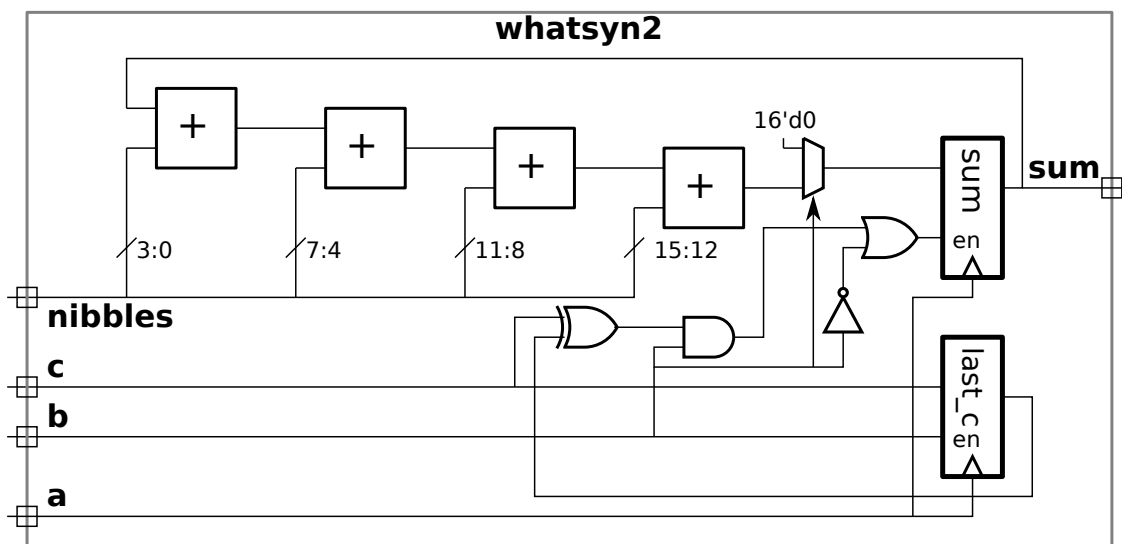 whatsyn2
+
+
+
+
16'd0
sum
sum
en
3:0
7:4
11:8
15:12
nibbles
c
last_c
b
en
a